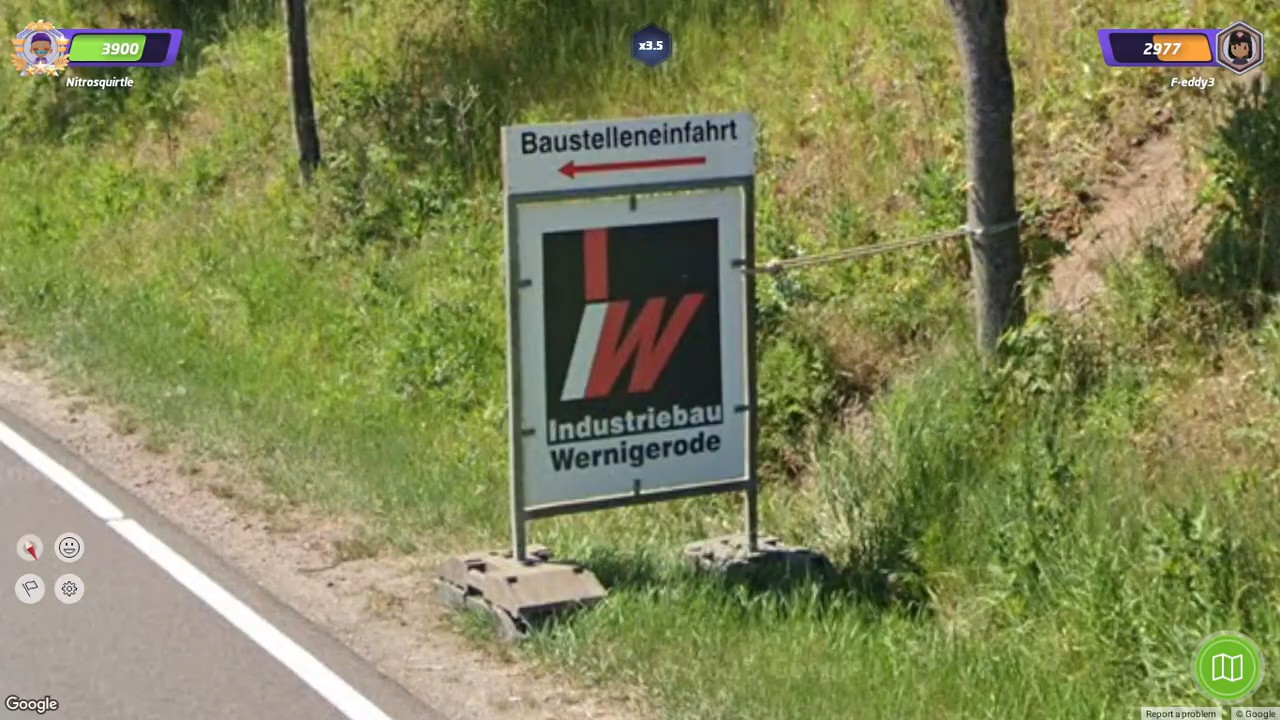 3900
Nitrosquirtle
x3.5
2977
F-eddy3
Baustelleneinfahrt
IW
Industriebau
Wernigerode
Google
Report a problem © Google